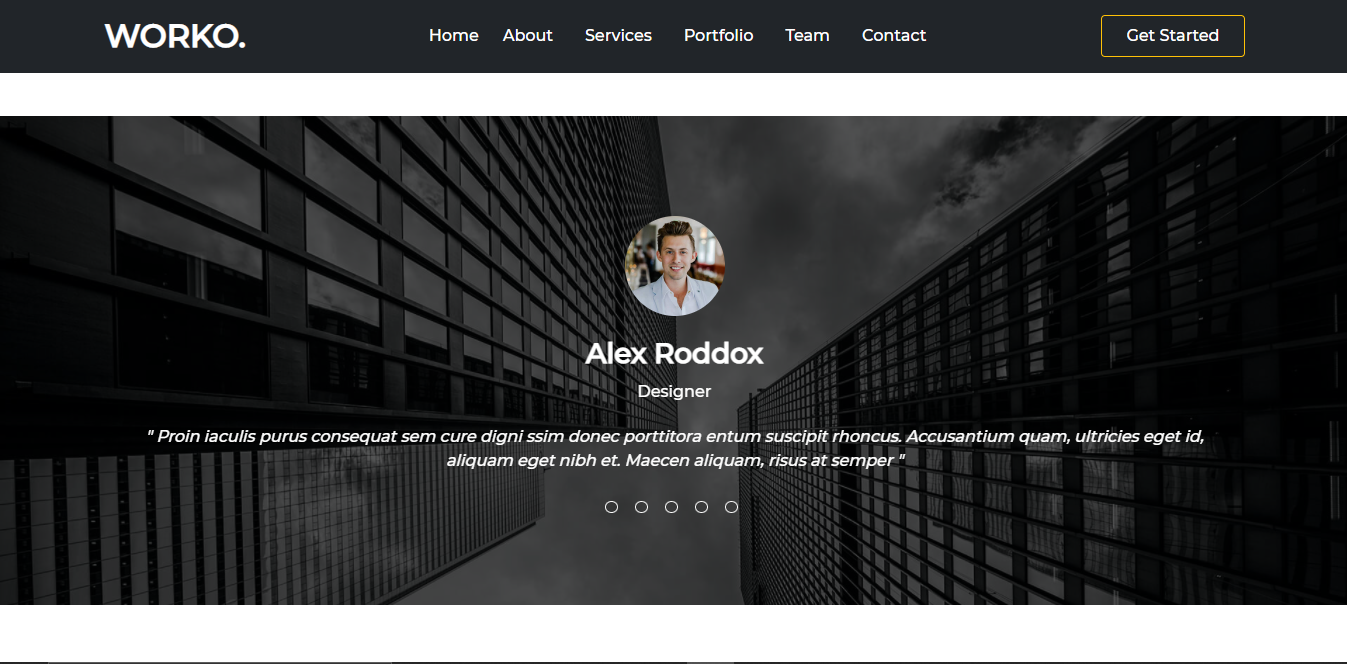 WORKO.
Home About Services Portfolio Team Contact
Get Started
Alex Roddox
Designer
" Proin iaculis purus consequat sem cure digni ssim donec porttitora entum suscipit rhoncus. Accusantium quam, ultricies eget id,
aliquam eget nibh et. Maecen aliquam, risus at semper "